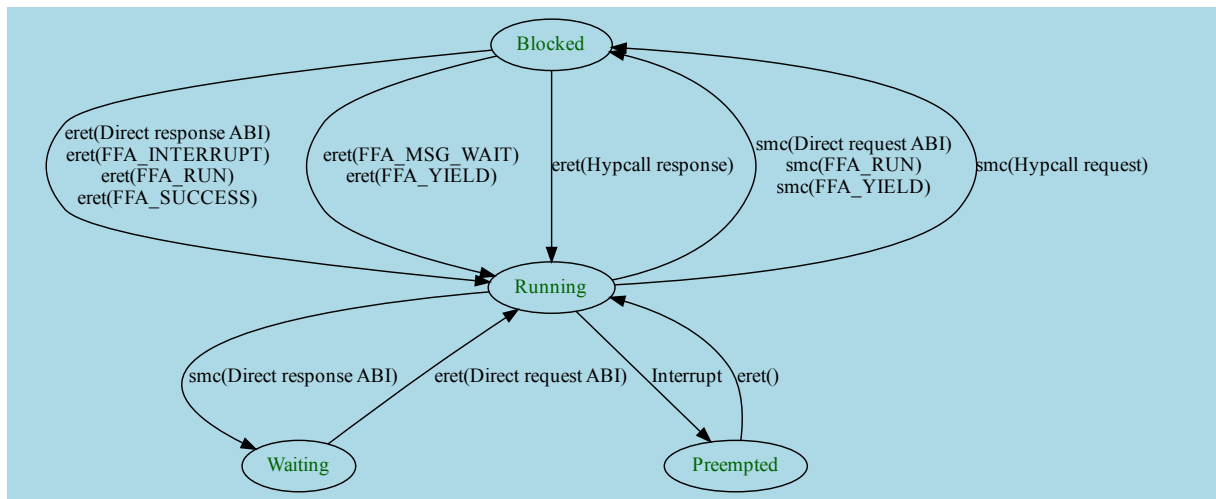 Blocked
eret(Direct response ABI)
eret(FFA_INTERRUPT)
eret(FFA_RUN)
eret(FFA_SUCCESS)
eret(FFA_MSG_WAIT)
eret(FFA_YIELD)
eret(Hypcall response)
smc(Direct request ABI)
smc(FFA_RUN)
smc(FFA_YIELD)
smc(Hypcall request)
Running
smc(Direct response ABI)
eret(Direct request ABI)
Interrupt
eret()
Waiting
Preempted